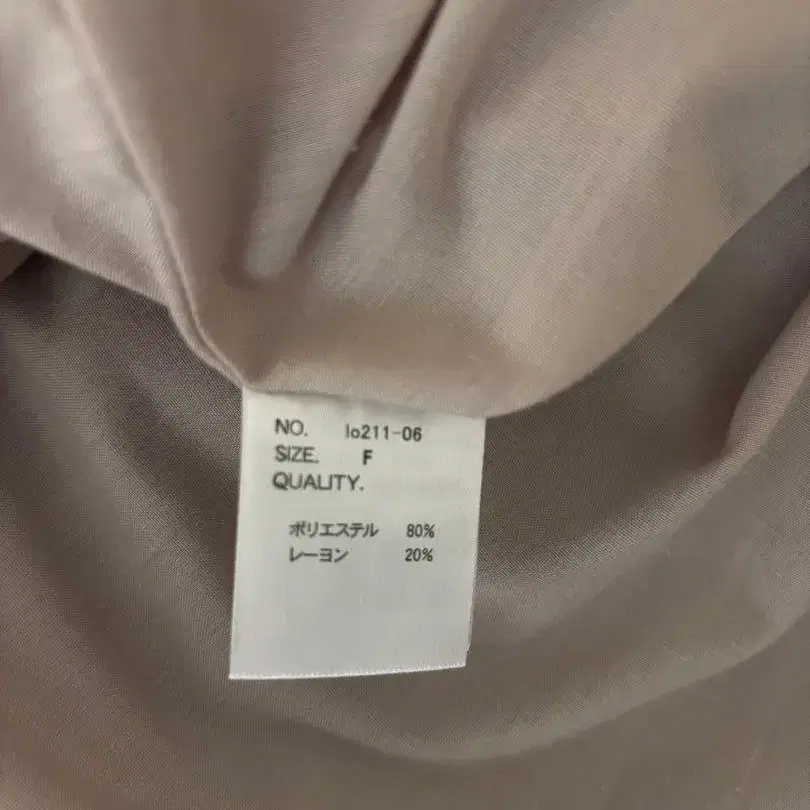 NO. lo211-06
SIZE. F
QUALITY.
ポリエステル 80%
レーヨン 20%